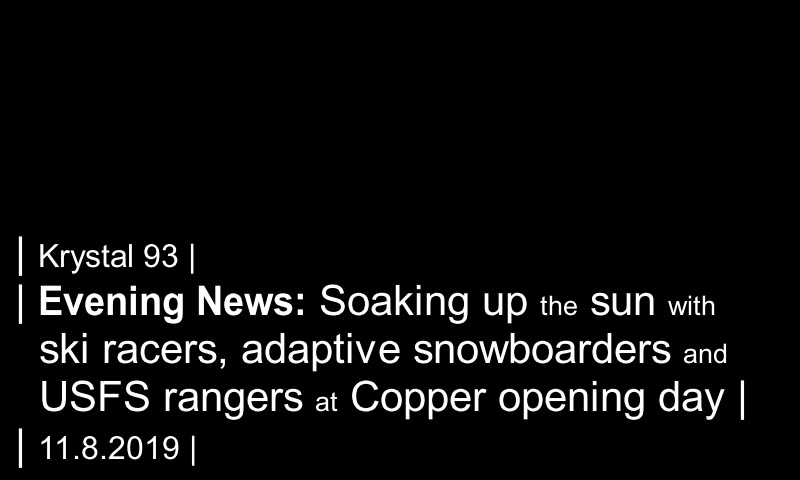 | Krystal 93 |
| Evening News: Soaking up the sun with
ski racers, adaptive snowboarders and
USFS rangers at Copper opening day |
| 11.8.2019 |